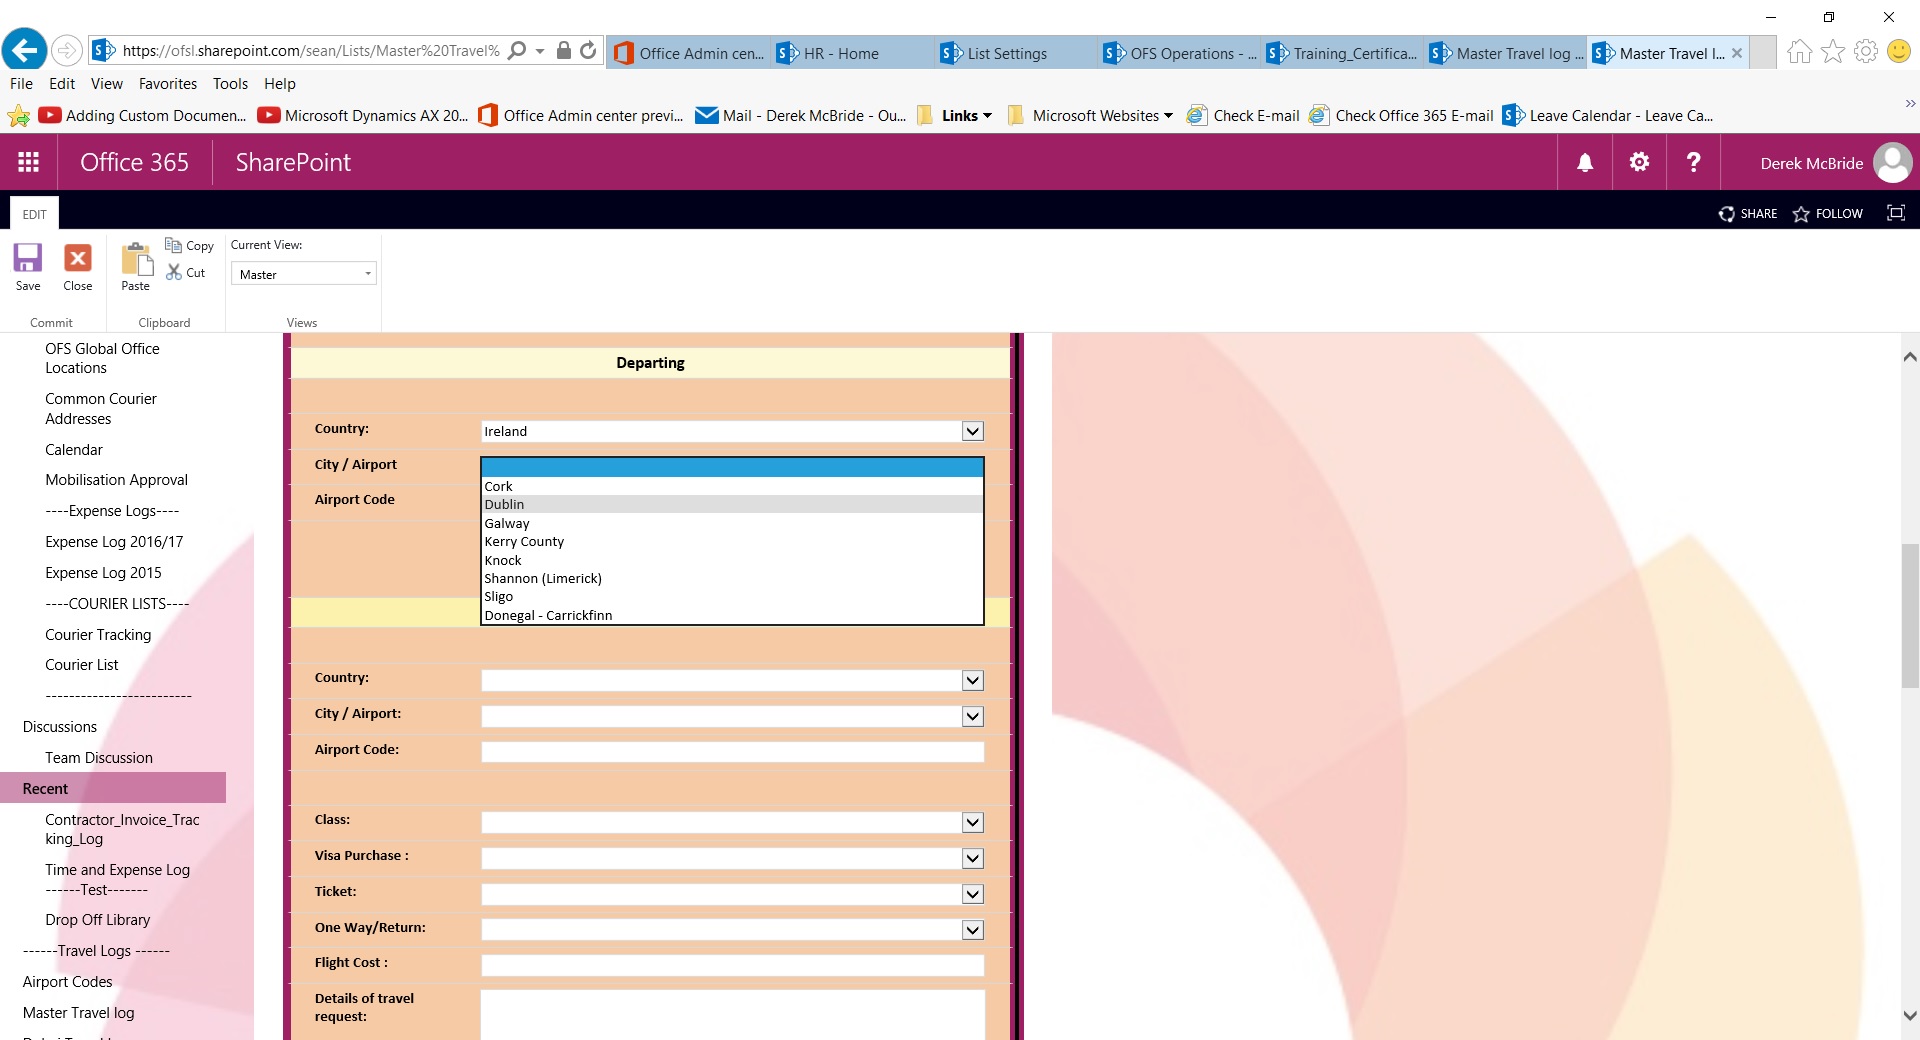 https://ofsl.sharepoint.com/sean/Lists/Master%20Travel%
Office Admin cen...
HR - Home
List Settings
OFS Operations - ...
Training_Certifica...
Master Travel log ...
Master Travel l...
File Edit View Favorites Tools Help
Adding Custom Documen...
Microsoft Dynamics AX 20...
Office Admin center previ...
Mail - Derek McBride - Ou...
Links
Microsoft Websites
Check E-mail
Check Office 365 E-mail
Leave Calendar - Leave Ca...
Office 365
SharePoint
Derek McBride
EDIT
SHARE
FOLLOW
Save
Close
Commit
Paste
Copy
Cut
Clipboard
Current View:
Master
Views
OFS Global Office
Locations
Common Courier
Addresses
Calendar
Mobilisation Approval
----Expense Logs----
Expense Log 2016/17
Expense Log 2015
----COURIER LISTS----
Courier Tracking
Courier List
--------------------------
Discussions
Team Discussion
Recent
Contractor_Invoice_Trac
king_Log
Time and Expense Log
------Test-------
Drop Off Library
------Travel Logs ------
Airport Codes
Master Travel log
Departing
Country:
Ireland
City / Airport
Airport Code
Cork
Dublin
Galway
Kerry County
Knock
Shannon (Limerick)
Sligo
Donegal - Carrickfinn
Country:
City / Airport:
Airport Code:
Class:
Visa Purchase :
Ticket:
One Way/Return:
Flight Cost :
Details of travel
request: